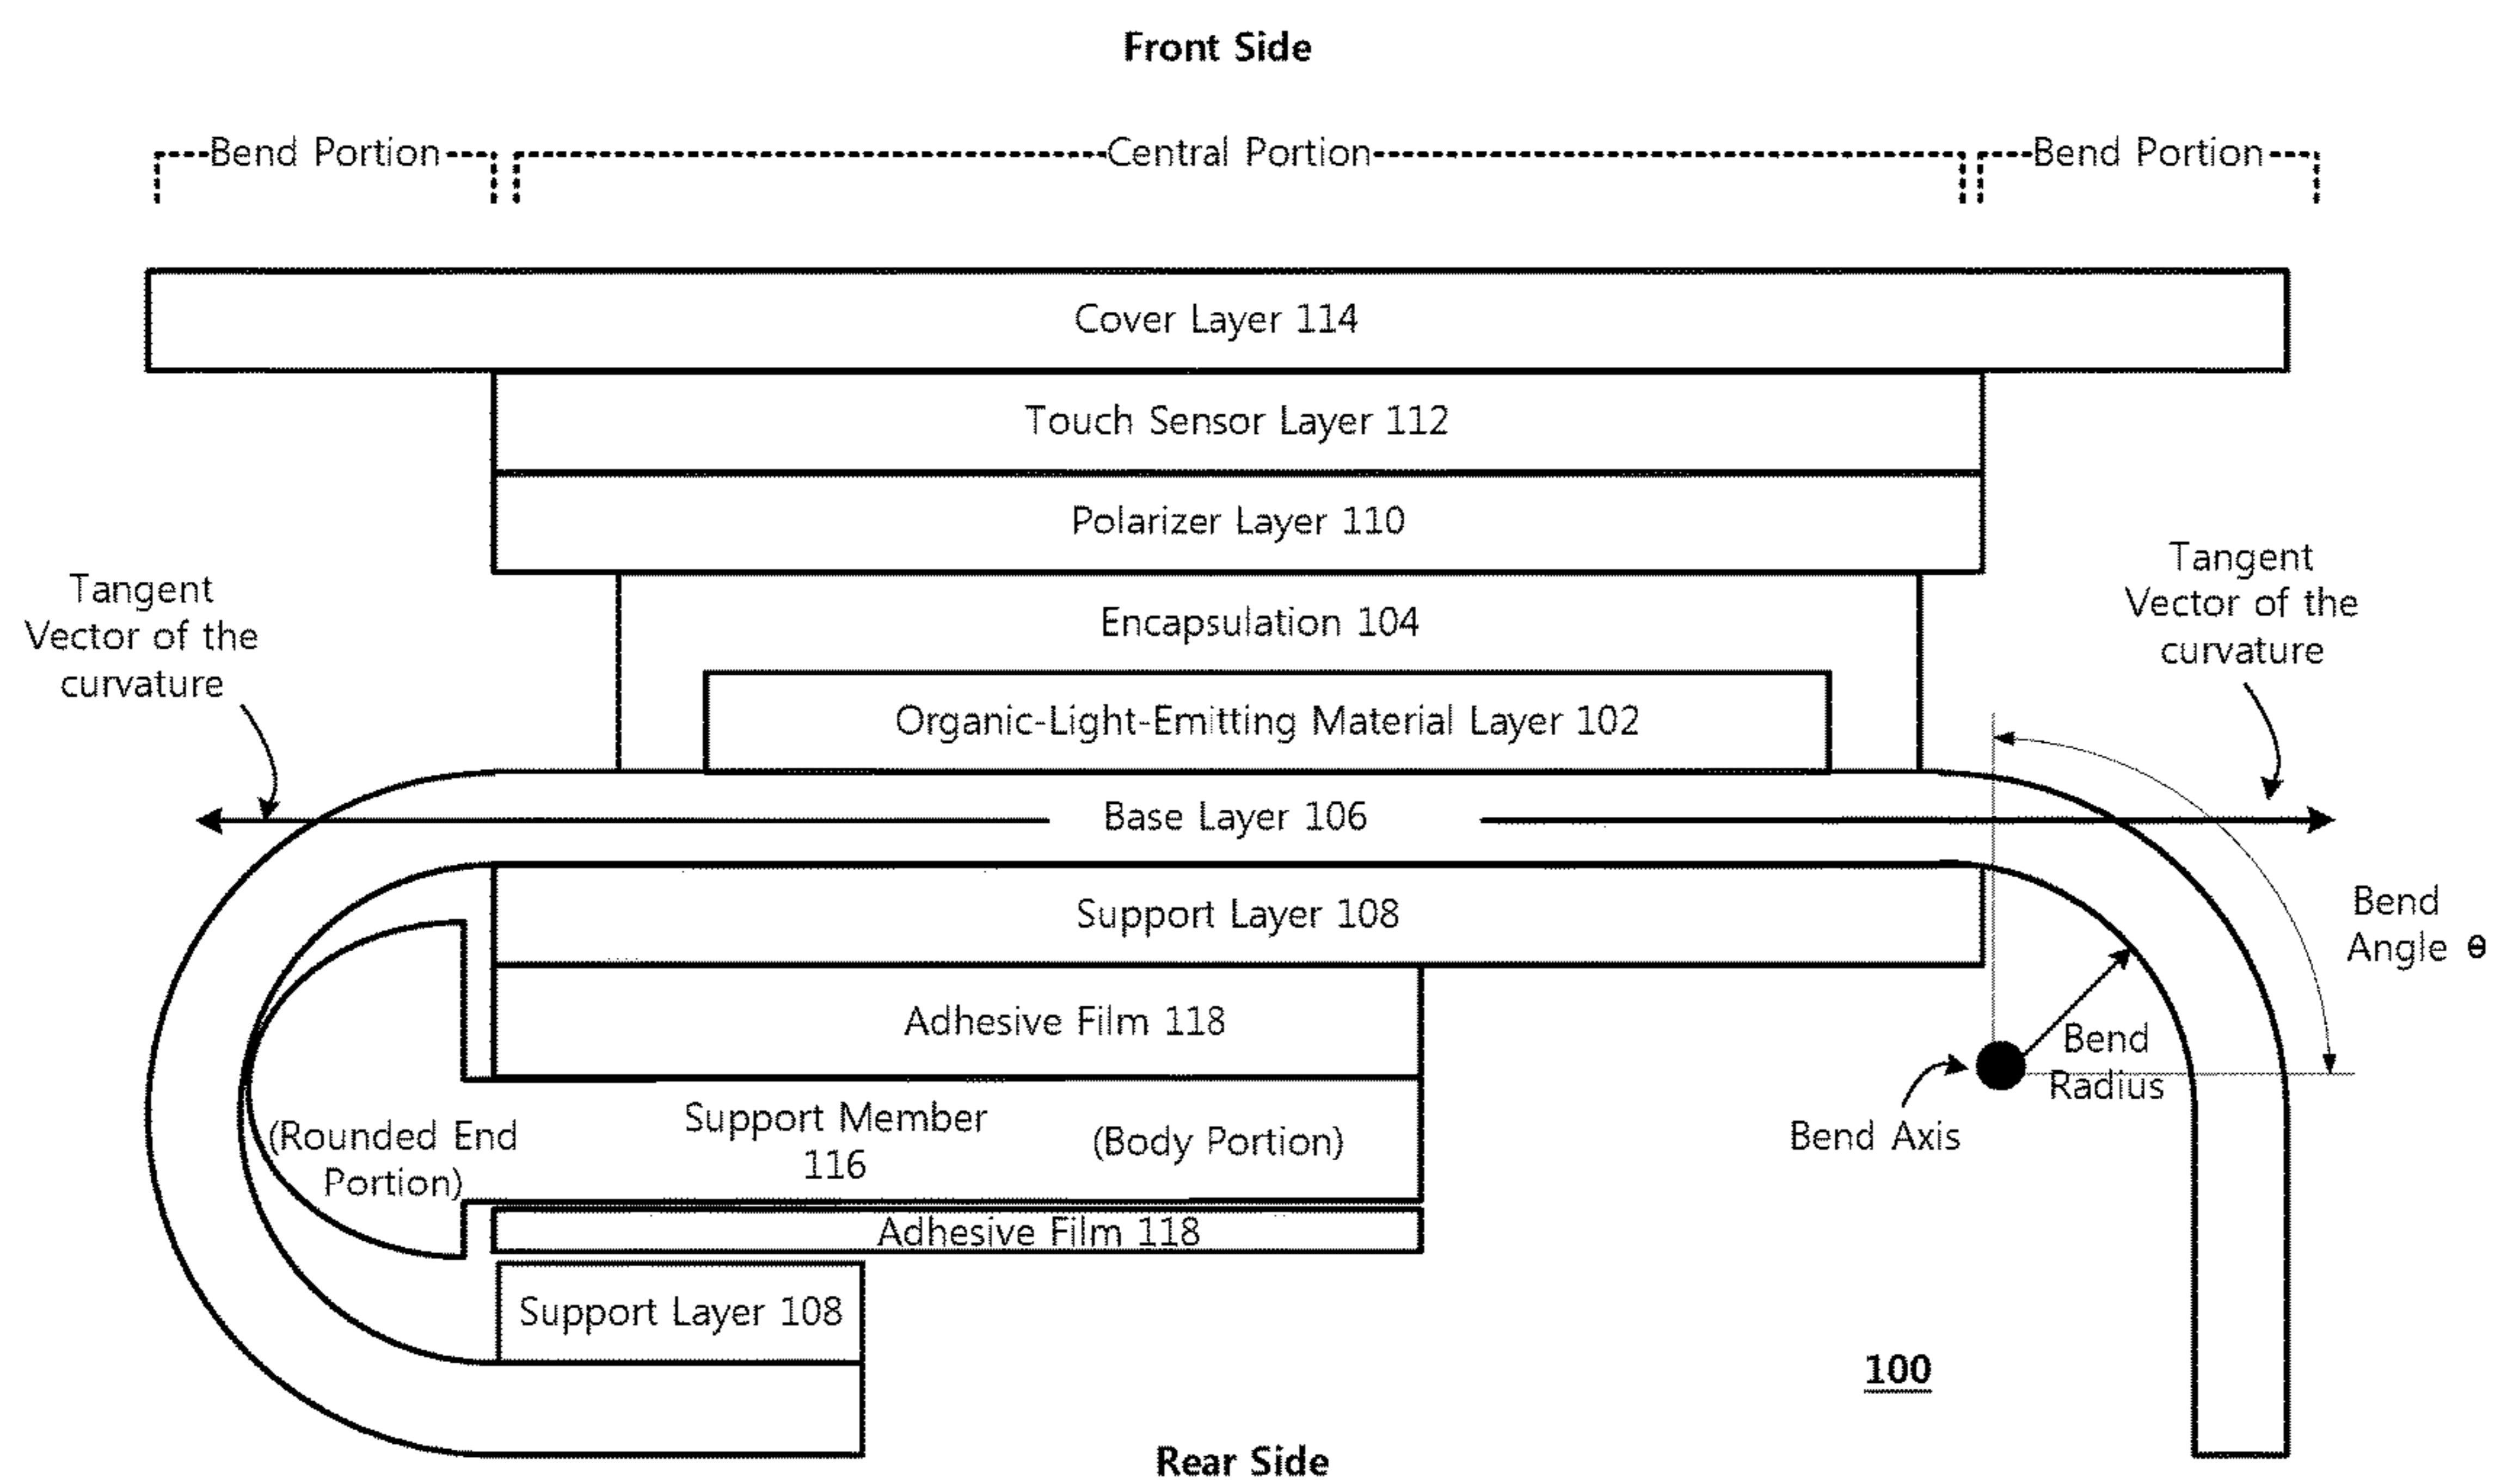 Front Side
Bend Portion
Central Portion
Bend Portion
Cover Layer 114
Touch Sensor Layer 112
Polarizer Layer 110
Tangent
Vector of the
curvature
Encapsulation 104
Tangent
Vector of the
curvature
Organic-Light-Emitting Material Layer 102
Base Layer 106
Support Layer 108
Bend
Angle θ
Adhesive Film 118
Bend
Radius
Bend Axis
(Rounded End
Portion)
Support Member
116
(Body Portion)
Adhesive Film 118
Support Layer 108
100
Rear Side